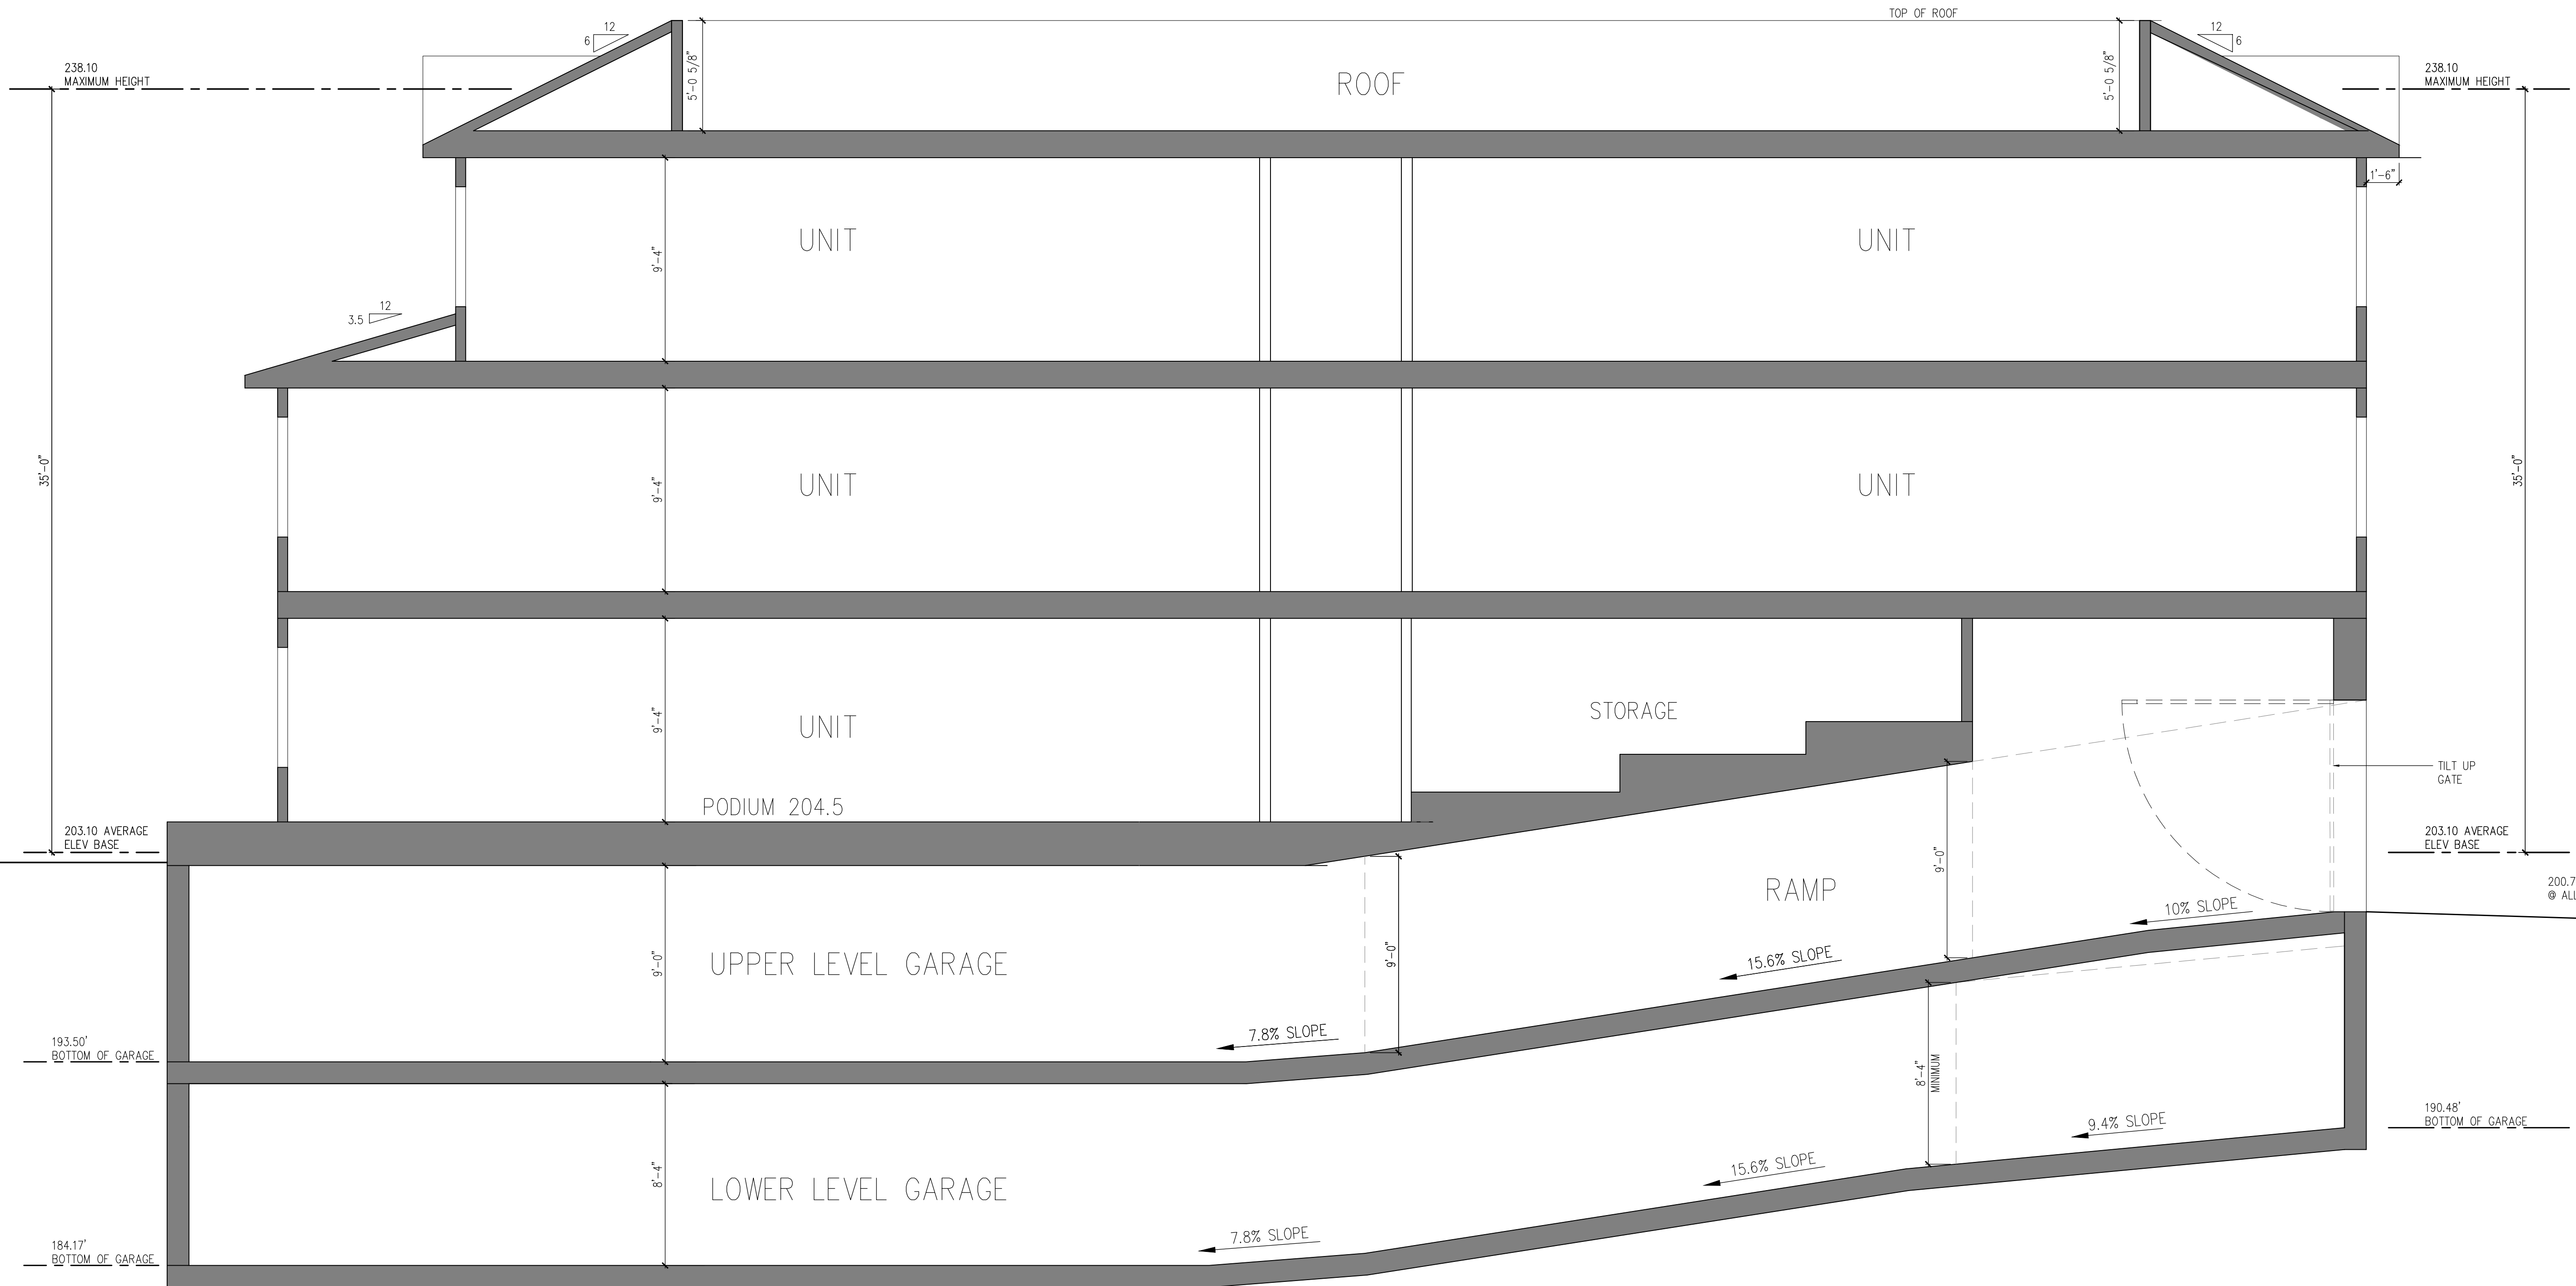 TOP OF ROOF
12
6
12
6
5'-0 5/8"
5'-0 5/8"
ROOF
238.10
MAXIMUM HEIGHT
238.10
MAXIMUM HEIGHT
1'-6"
UNIT
UNIT
9'-4"
12
3.5
35'-0"
35'-0"
UNIT
UNIT
9'-4"
STORAGE
UNIT
9'-4"
TILT UP
GATE
PODIUM 204.5
203.10 AVERAGE
ELEV BASE
203.10 AVERAGE
ELEV BASE
9'-0"
RAMP
200.7
10% SLOPE
15.6% SLOPE
9'-0"
UPPER LEVEL GARAGE
9'-0"
7.8% SLOPE
193.50'
BOTTOM OF GARAGE
8'-4"
MINIMUM
190.48'
BOTTOM OF GARAGE
9.4% SLOPE
15.6% SLOPE
8'-4"
LOWER LEVEL GARAGE
7.8% SLOPE
184.17'
BOTTOM OF GARAGE